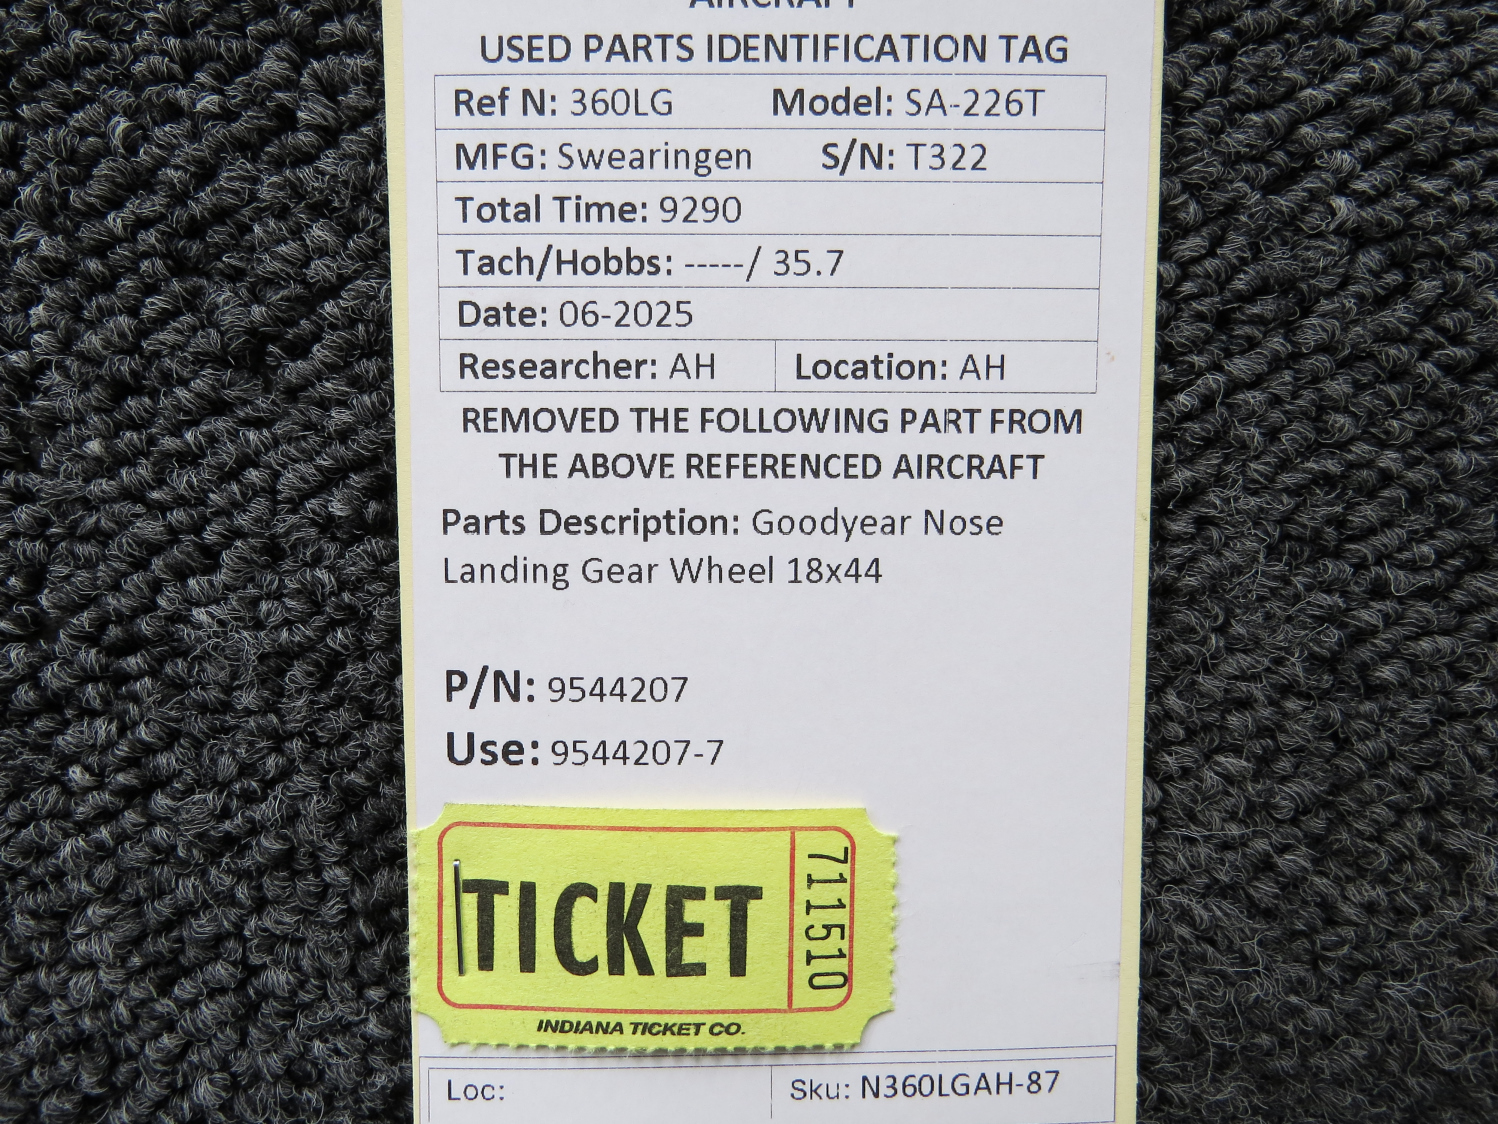 AIRCRAFT
USED PARTS IDENTIFICATION TAG
Ref N: 360LG Model: SA-226T
MFG: Swearingen S/N: T322
Total Time: 9290
Tach/Hobbs: -----/ 35.7
Date: 06-2025
Researcher: AH Location: AH
REMOVED THE FOLLOWING PART FROM
THE ABOVE REFERENCED AIRCRAFT
Parts Description: Goodyear Nose
Landing Gear Wheel 18x44
P/N: 9544207
Use: 9544207-7
TICKET
711510
INDIANA TICKET CO.
Loc: Sku: N360LGAH-87